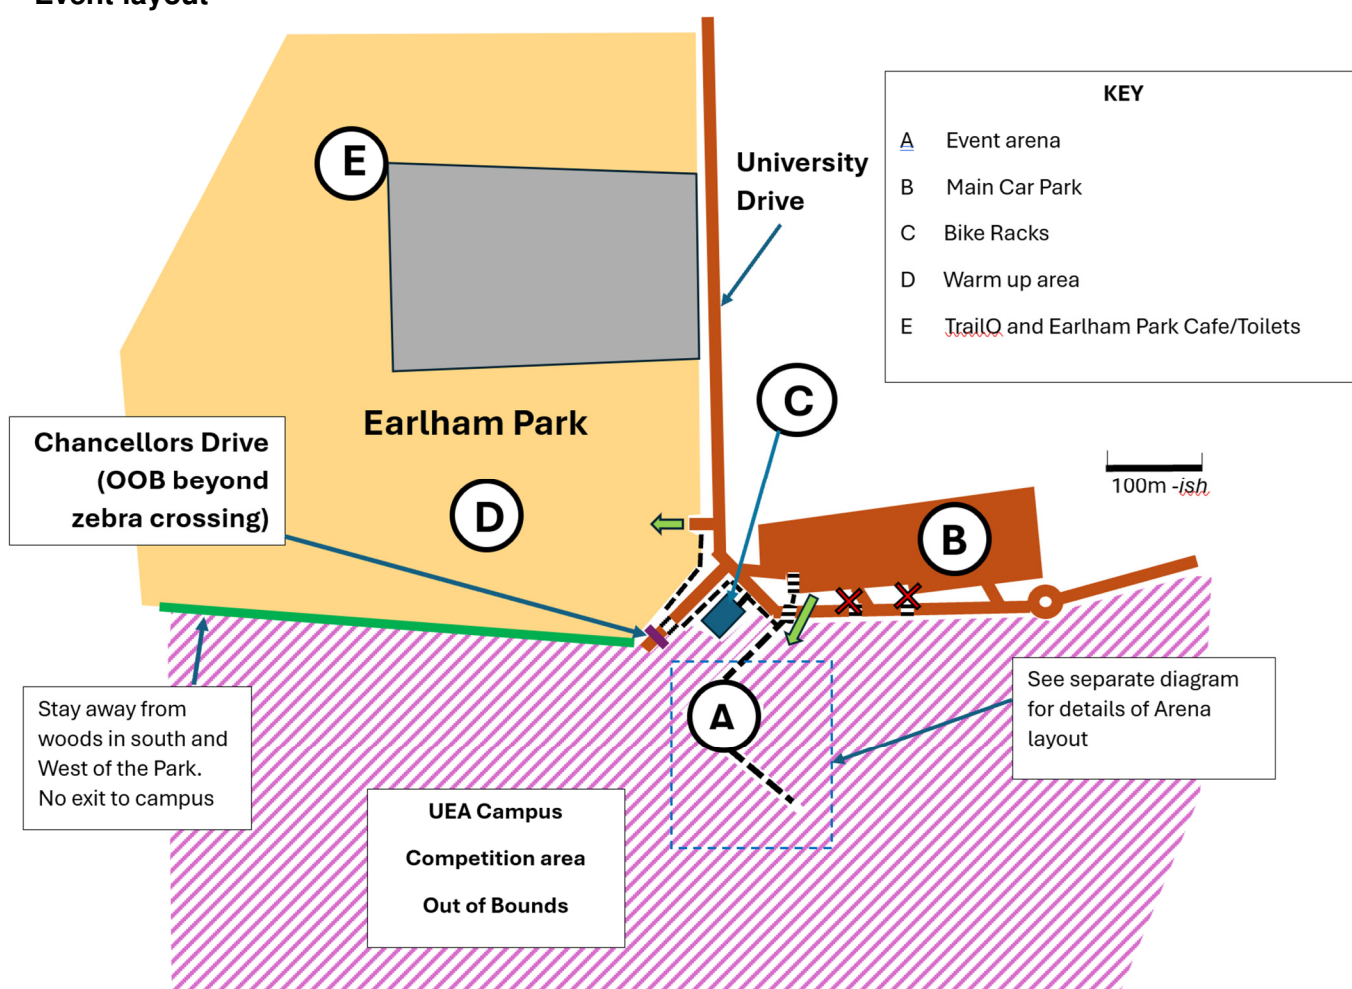 Event layout
KEY
A Event arena
B Main Car Park
C Bike Racks
D Warm up area
E TrailO and Earlham Park Cafe/Toilets
E
University
Drive
C
Earlham Park
Chancellors Drive
(OOB beyond
zebra crossing)
D
100m -ish
B
A
Stay away from
woods in south and
West of the Park.
No exit to campus
See separate diagram
for details of Arena
layout
UEA Campus
Competition area
Out of Bounds